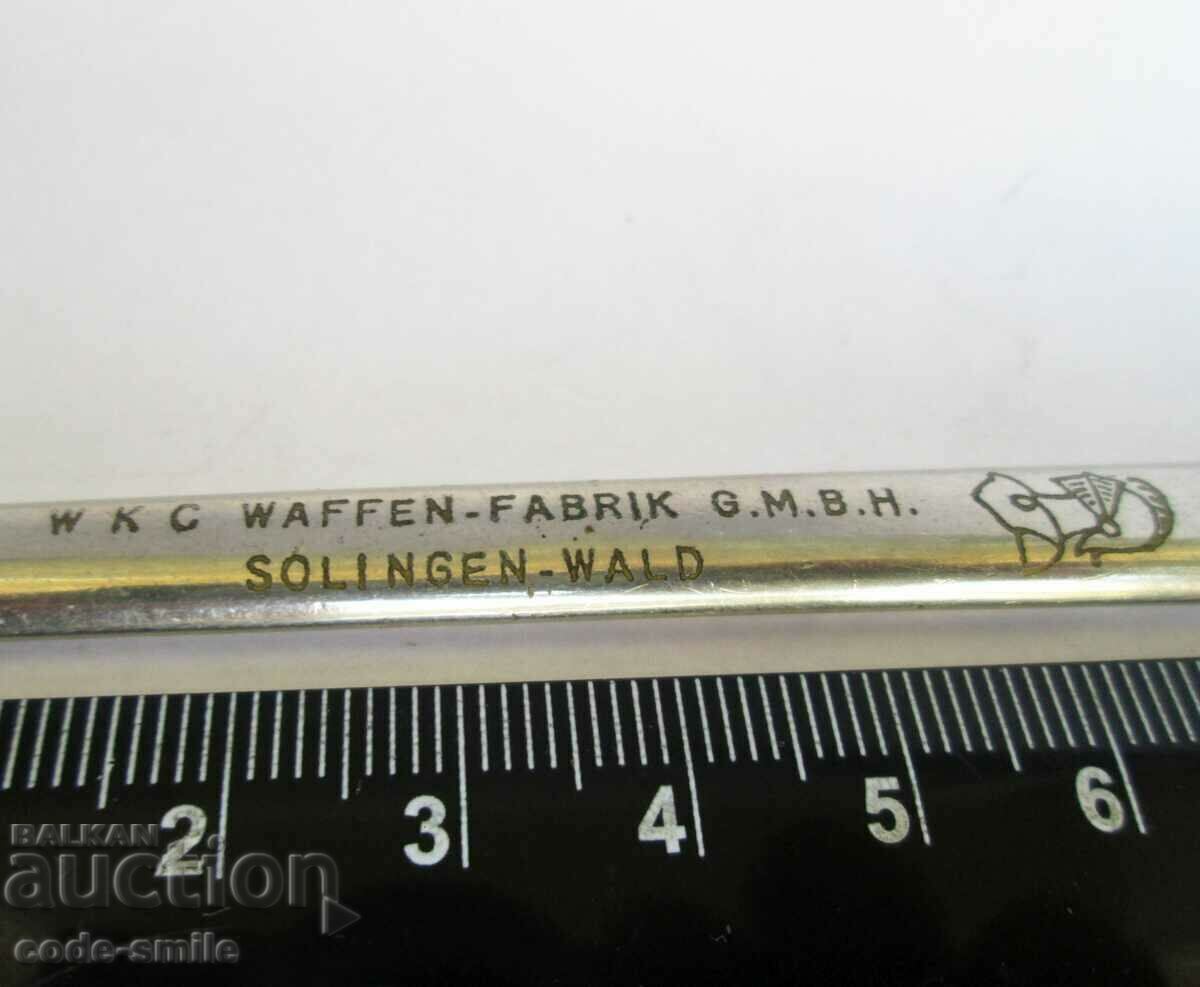 W K C WAFFEN-FABRIK G.M.B.H.
SOLINGEN-WALD
2 3 4 5 6
BALKAN
auction
code-smile